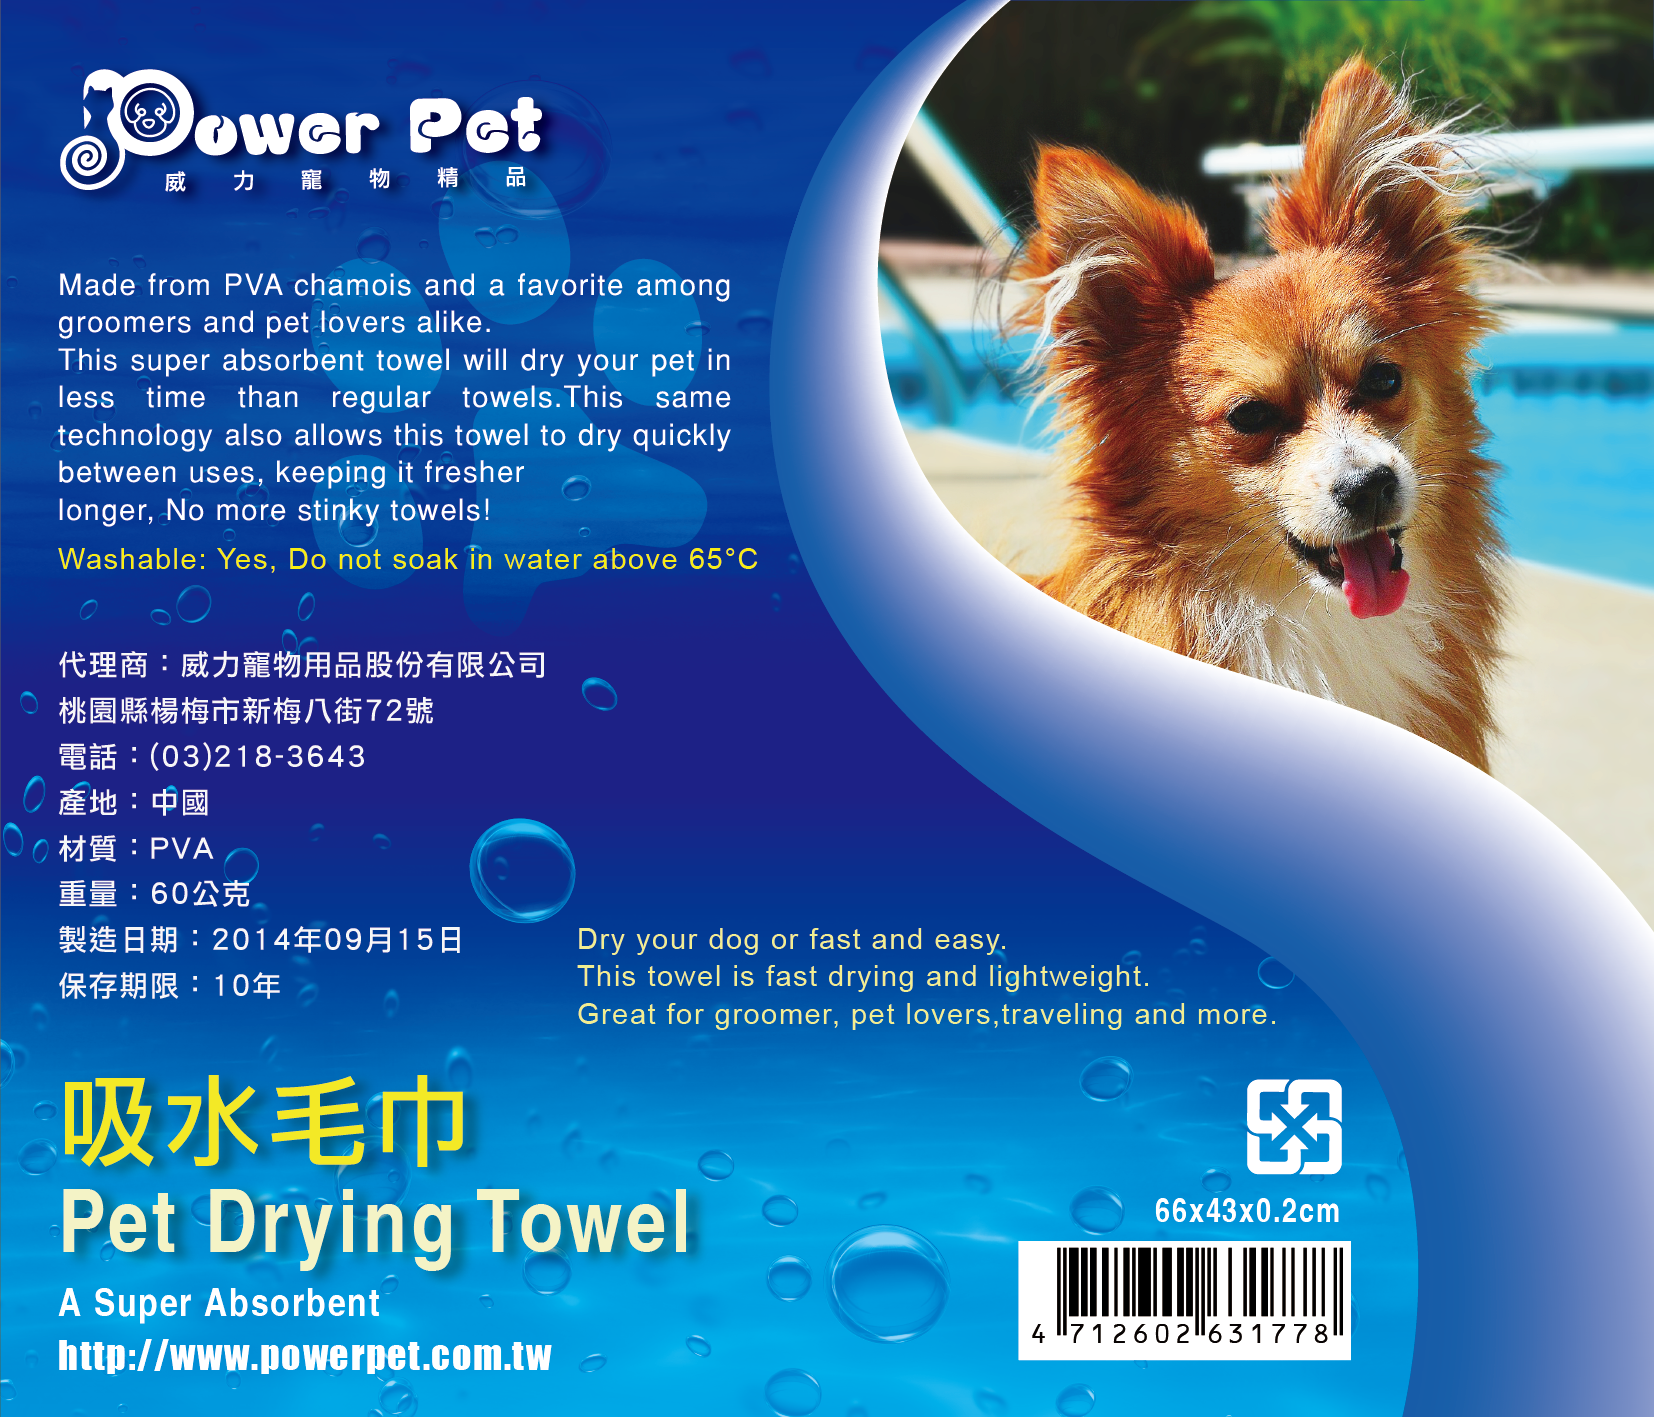 Power Pet
威力寵物精品
Made from PVA chamois and a favorite among
groomers and pet lovers alike.
This super absorbent towel will dry your pet in
less time than regular towels.This same
technology also allows this towel to dry quickly
between uses, keeping it fresher
longer, No more stinky towels!
Washable: Yes, Do not soak in water above 65°C
代理商：威力寵物用品股份有限公司
桃園縣楊梅市新梅八街72號
電話：(03)218-3643
產地：中國
材質：PVA
重量：60公克
製造日期：2014年09月15日
保存期限：10年
Dry your dog or fast and easy.
This towel is fast drying and lightweight.
Great for groomer, pet lovers,traveling and more.
吸水毛巾
Pet Drying Towel
A Super Absorbent
http://www.powerpet.com.tw
66x43x0.2cm
4 712602 631778